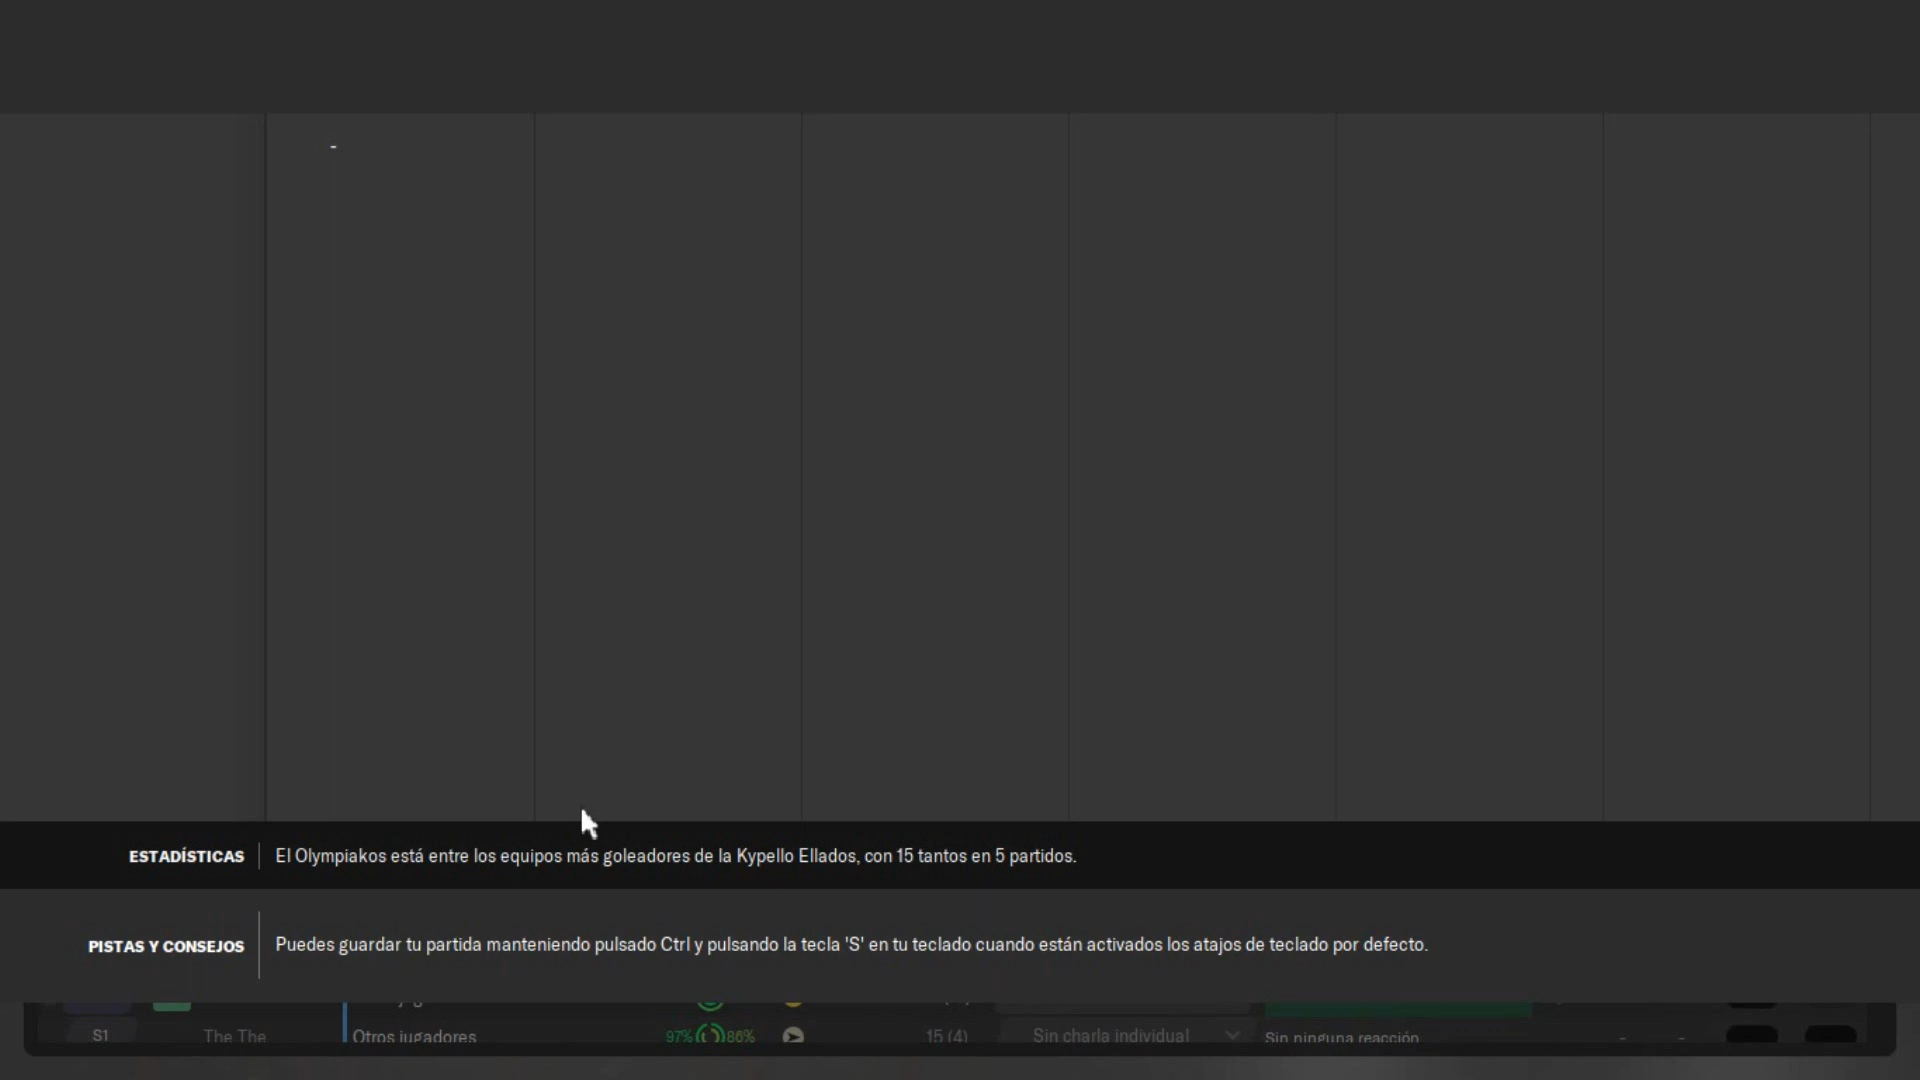 -
ESTADÍSTICAS
El Olympiakos está entre los equipos más goleadores de la Kypello Ellados, con 15 tantos en 5 partidos.
PISTAS Y CONSEJOS
Puedes guardar tu partida manteniendo pulsado Ctrl y pulsando la tecla 'S' en tu teclado cuando están activados los atajos de teclado por defecto.
S1 The The Otros jugadores 97% 86% 15 (4) Sin charla individual Sin ninguna reacción - -